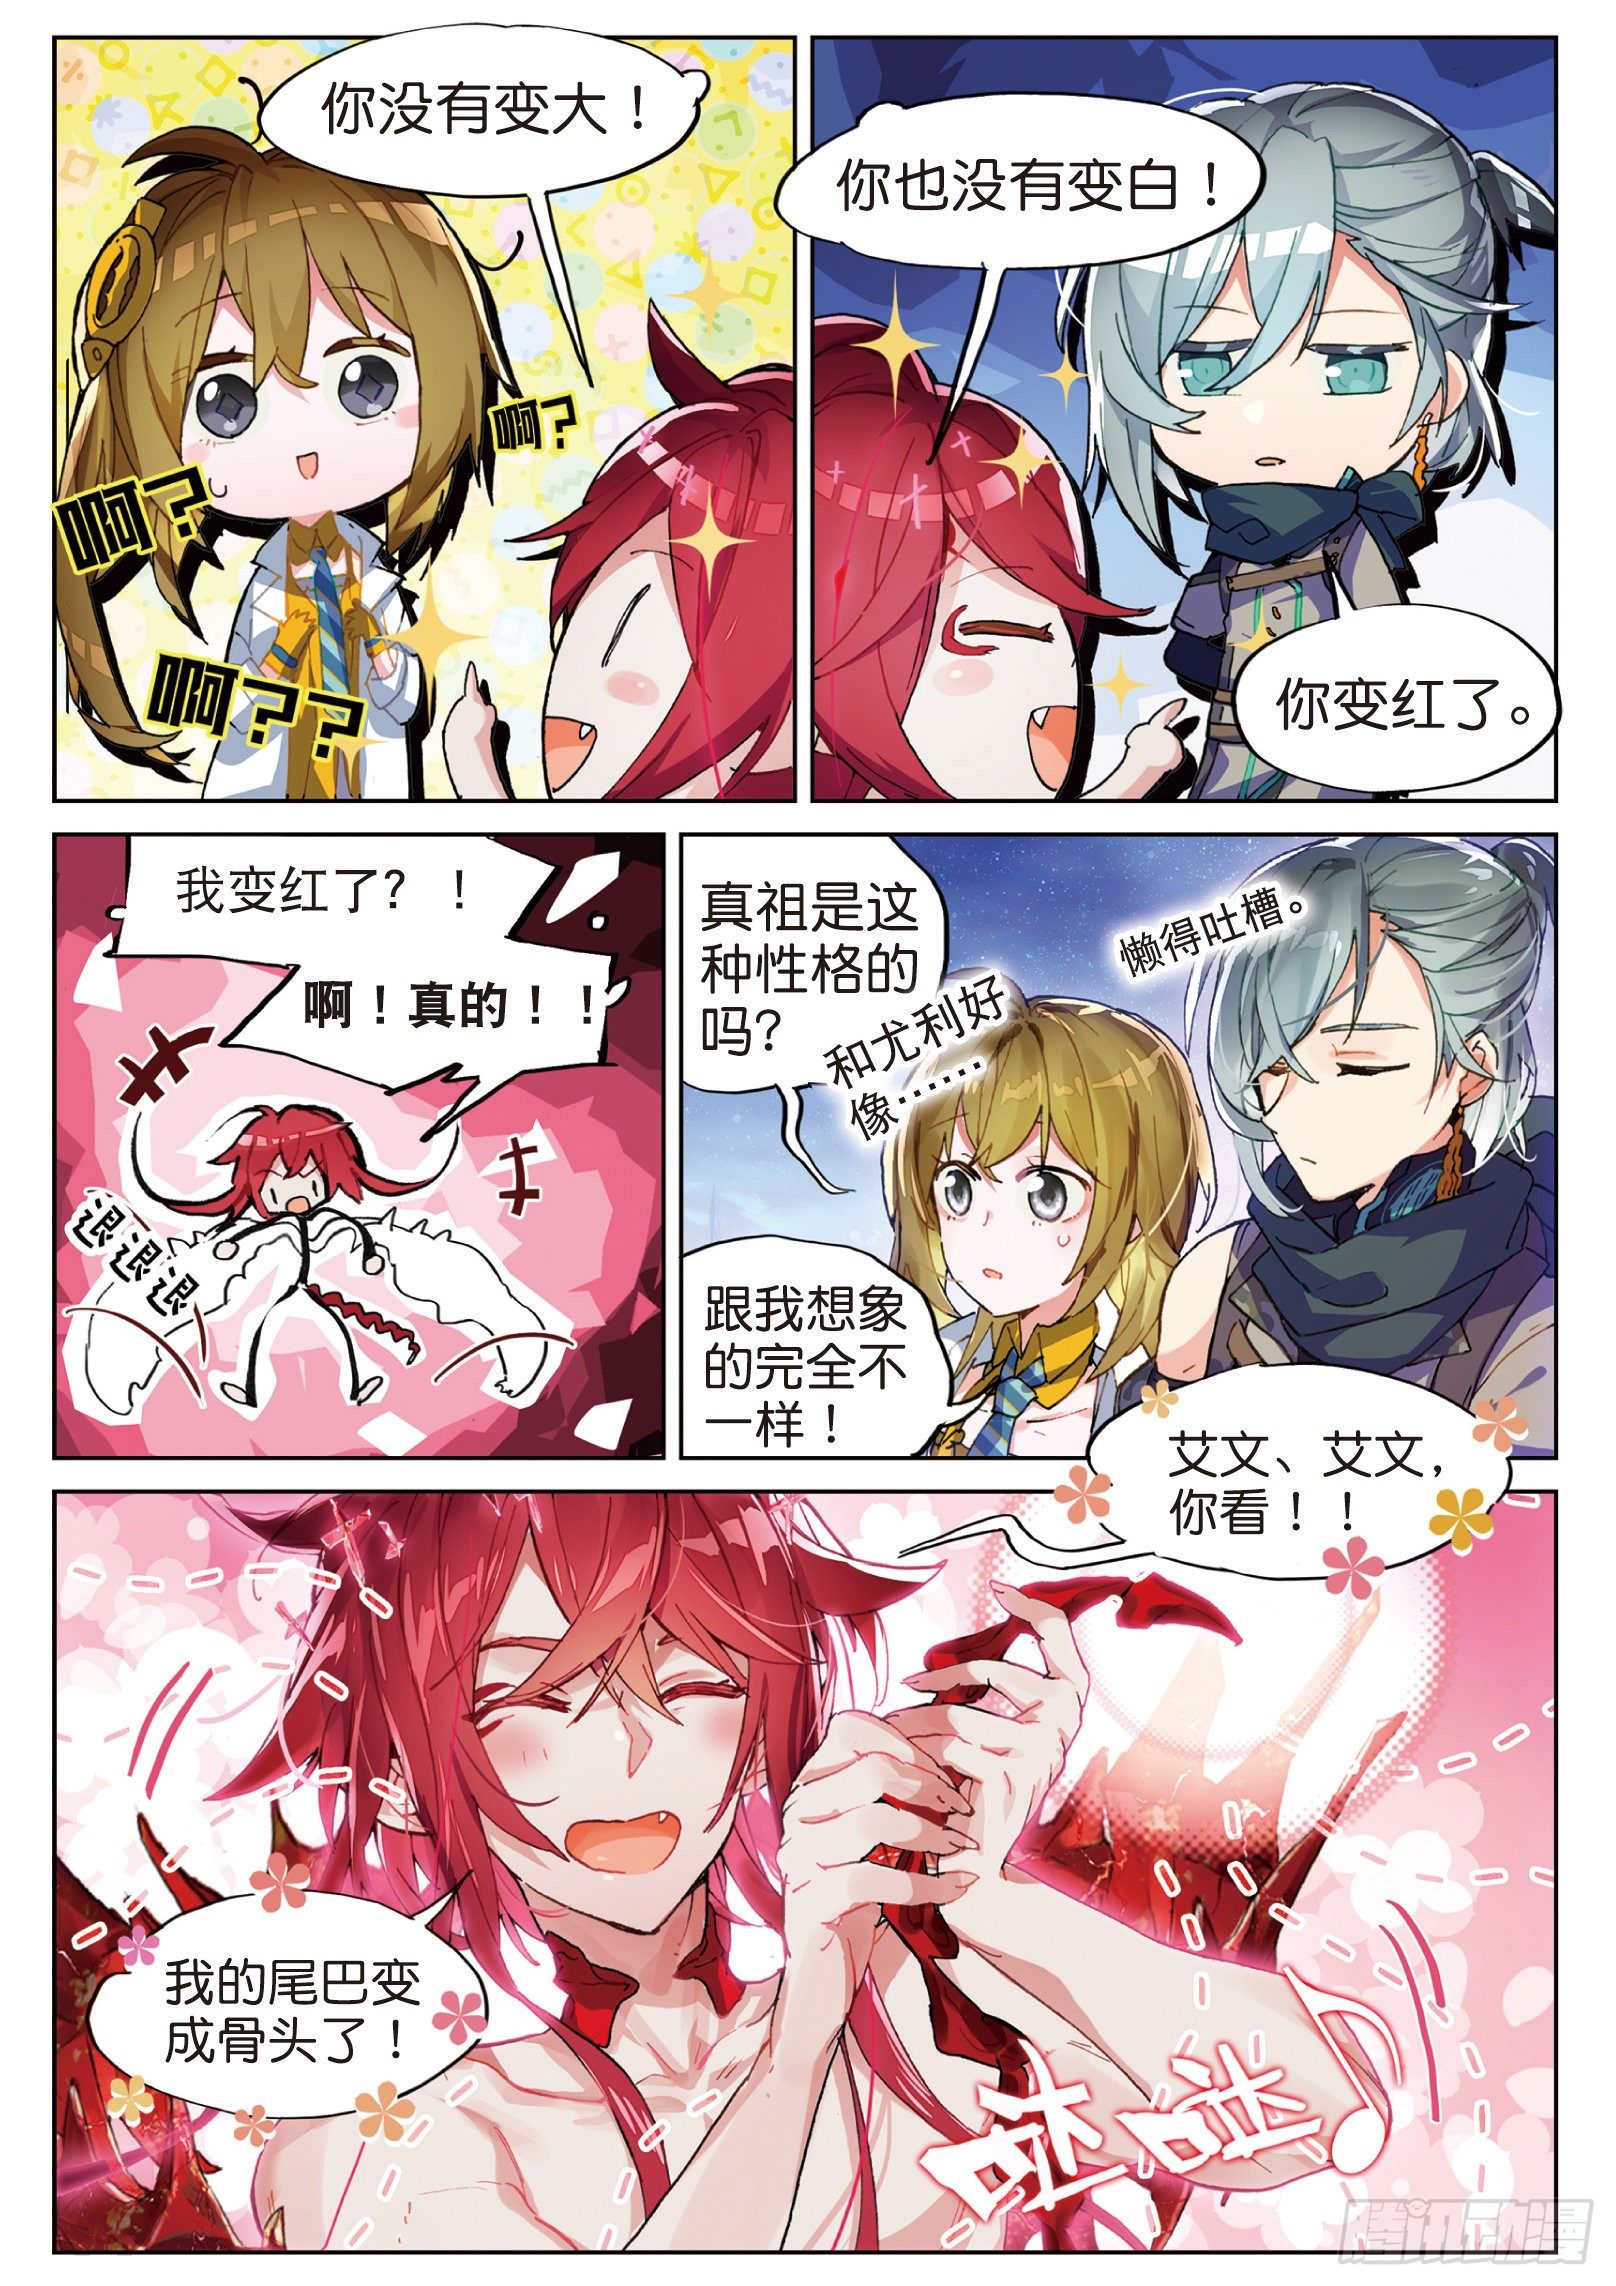 你没有变大！
啊？
啊？
啊？？
你也没有变白！
你变红了。
我变红了？！
啊！真的！！
退退退
真祖是这
种性格的
吗？
懒得吐槽。
和尤利好
像……
跟我想象
的完全不
一样！
艾文、艾文，
你看！！
我的尾巴变
成骨头了！
哒哒♪
腾讯动漫